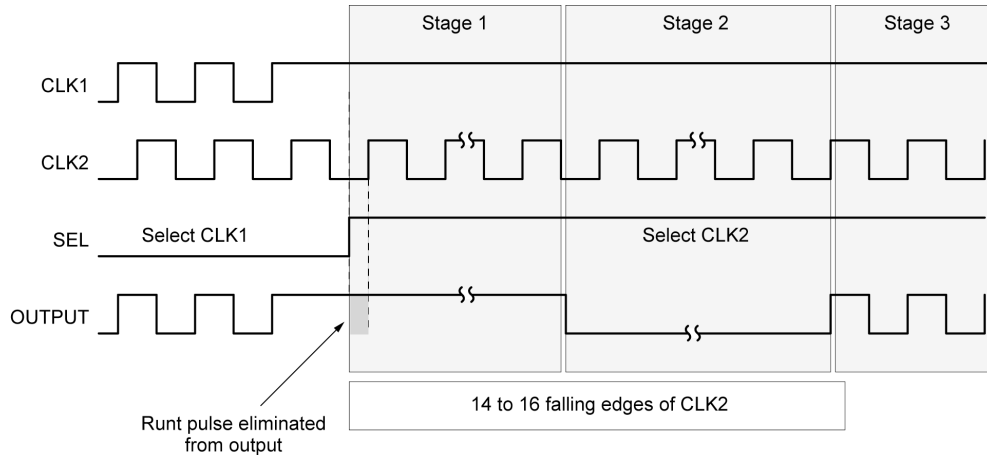 Stage 1
Stage 2
Stage 3
CLK1
CLK2
SEL
Select CLK1
Select CLK2
OUTPUT
14 to 16 falling edges of CLK2
Runt pulse eliminated
from output